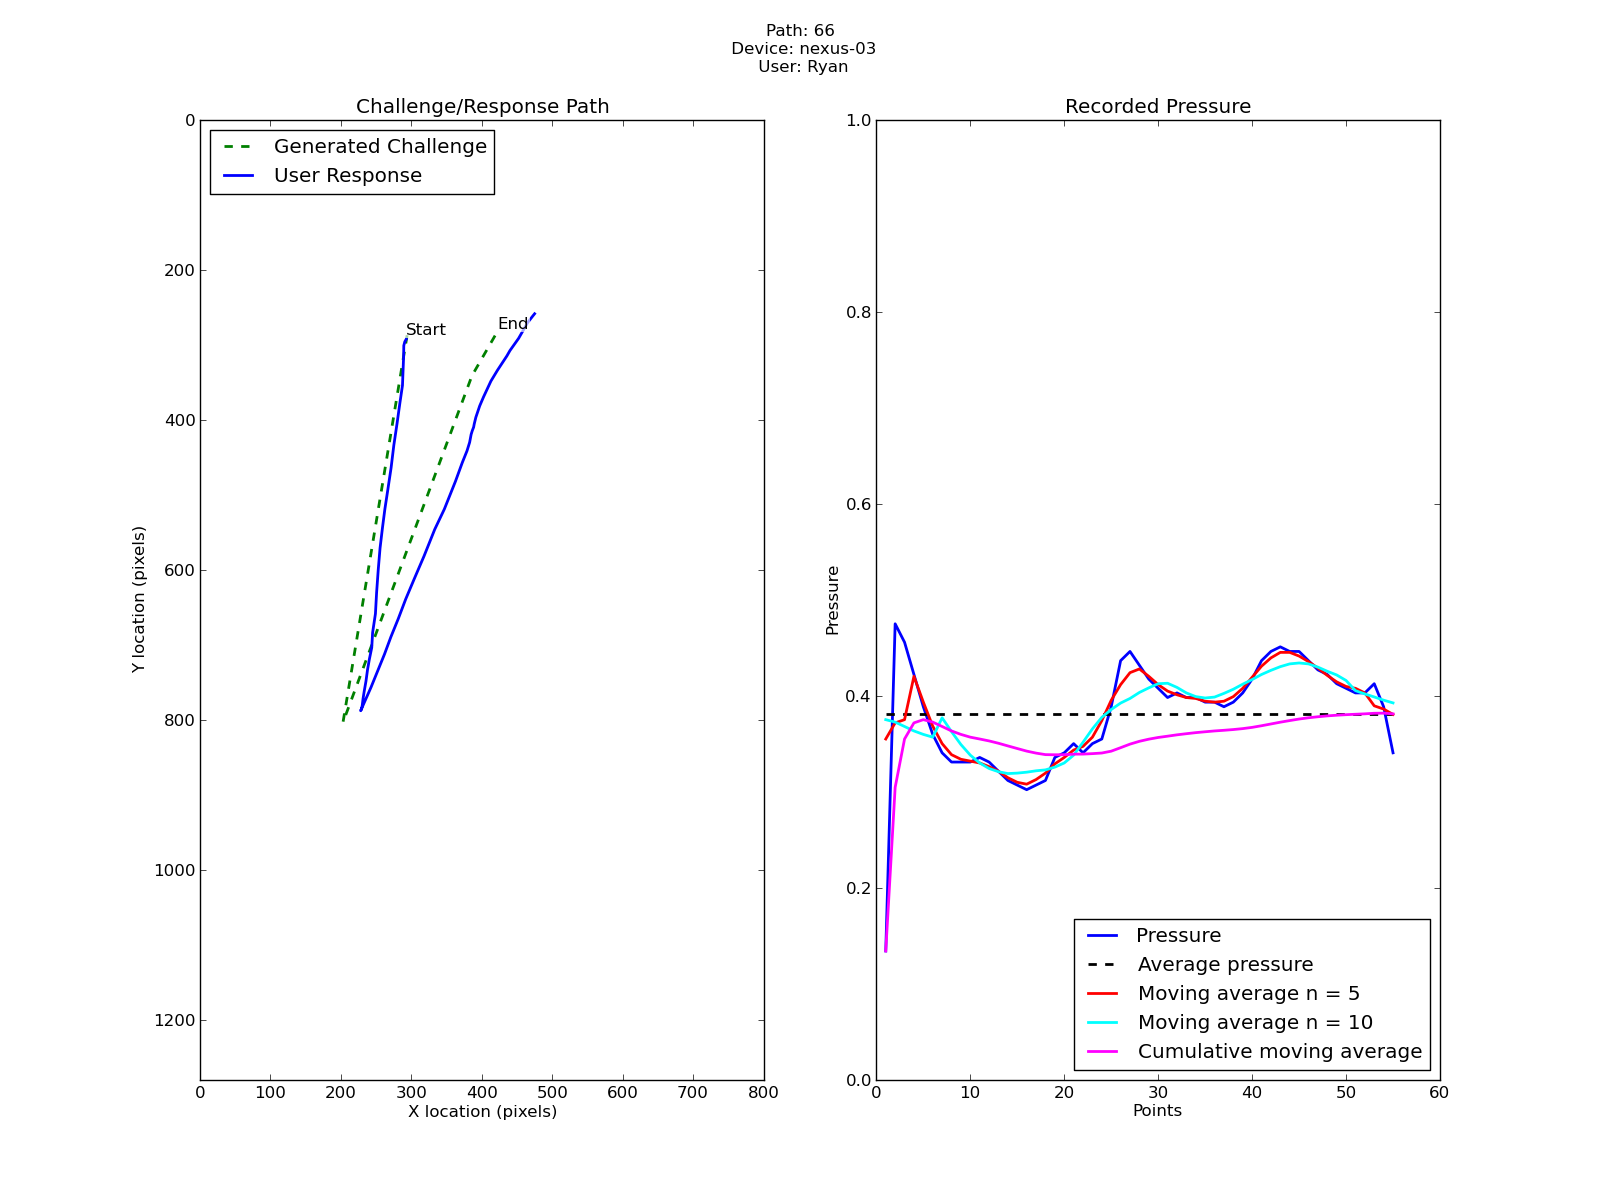 Path: 66
Device: nexus-03
User: Ryan
Challenge/Response Path
Generated Challenge
User Response
Start
End
0
200
400
600
800
1000
1200
Y location (pixels)
0 100 200 300 400 500 600 700 800
X location (pixels)
Recorded Pressure
1.0
0.8
0.6
0.4
0.2
0.0
Pressure
Pressure
Average pressure
Moving average n = 5
Moving average n = 10
Cumulative moving average
0 10 20 30 40 50 60
Points